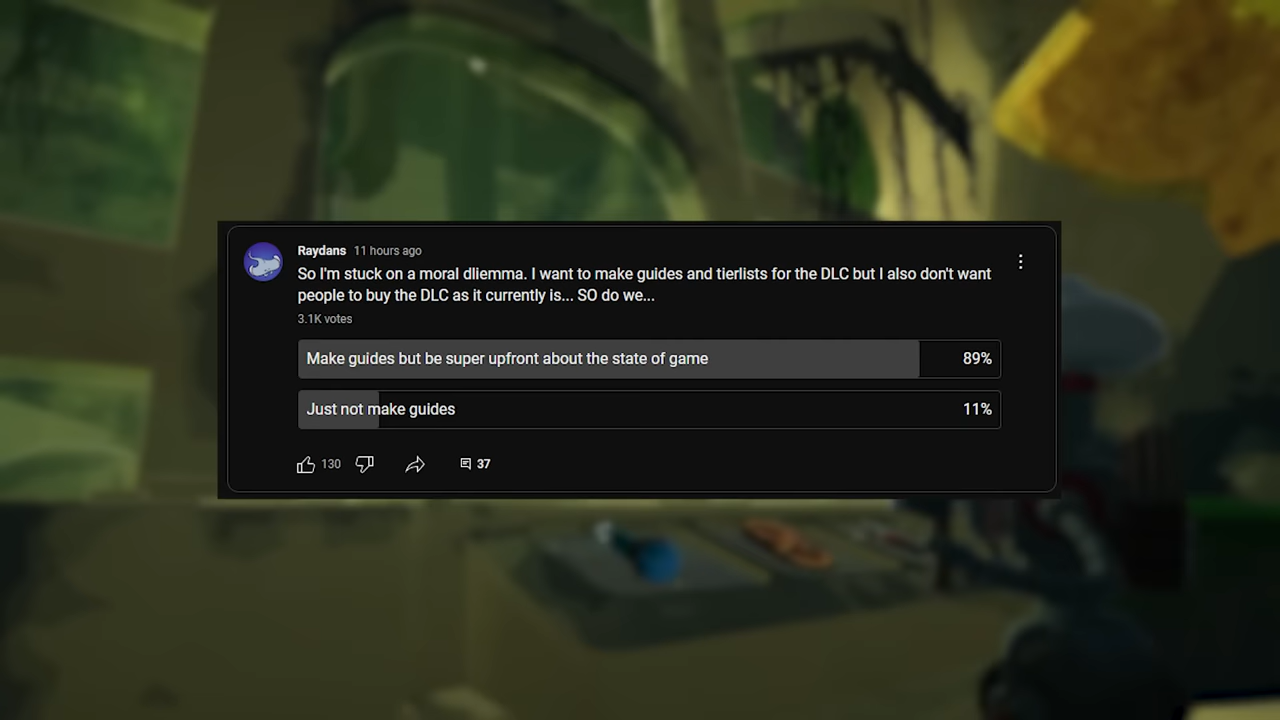 Raydans 11 hours ago
So I'm stuck on a moral dliemma. I want to make guides and tierlists for the DLC but I also don't want
people to buy the DLC as it currently is... SO do we...
3.1K votes
Make guides but be super upfront about the state of game 89%
Just not make guides 11%
130 37